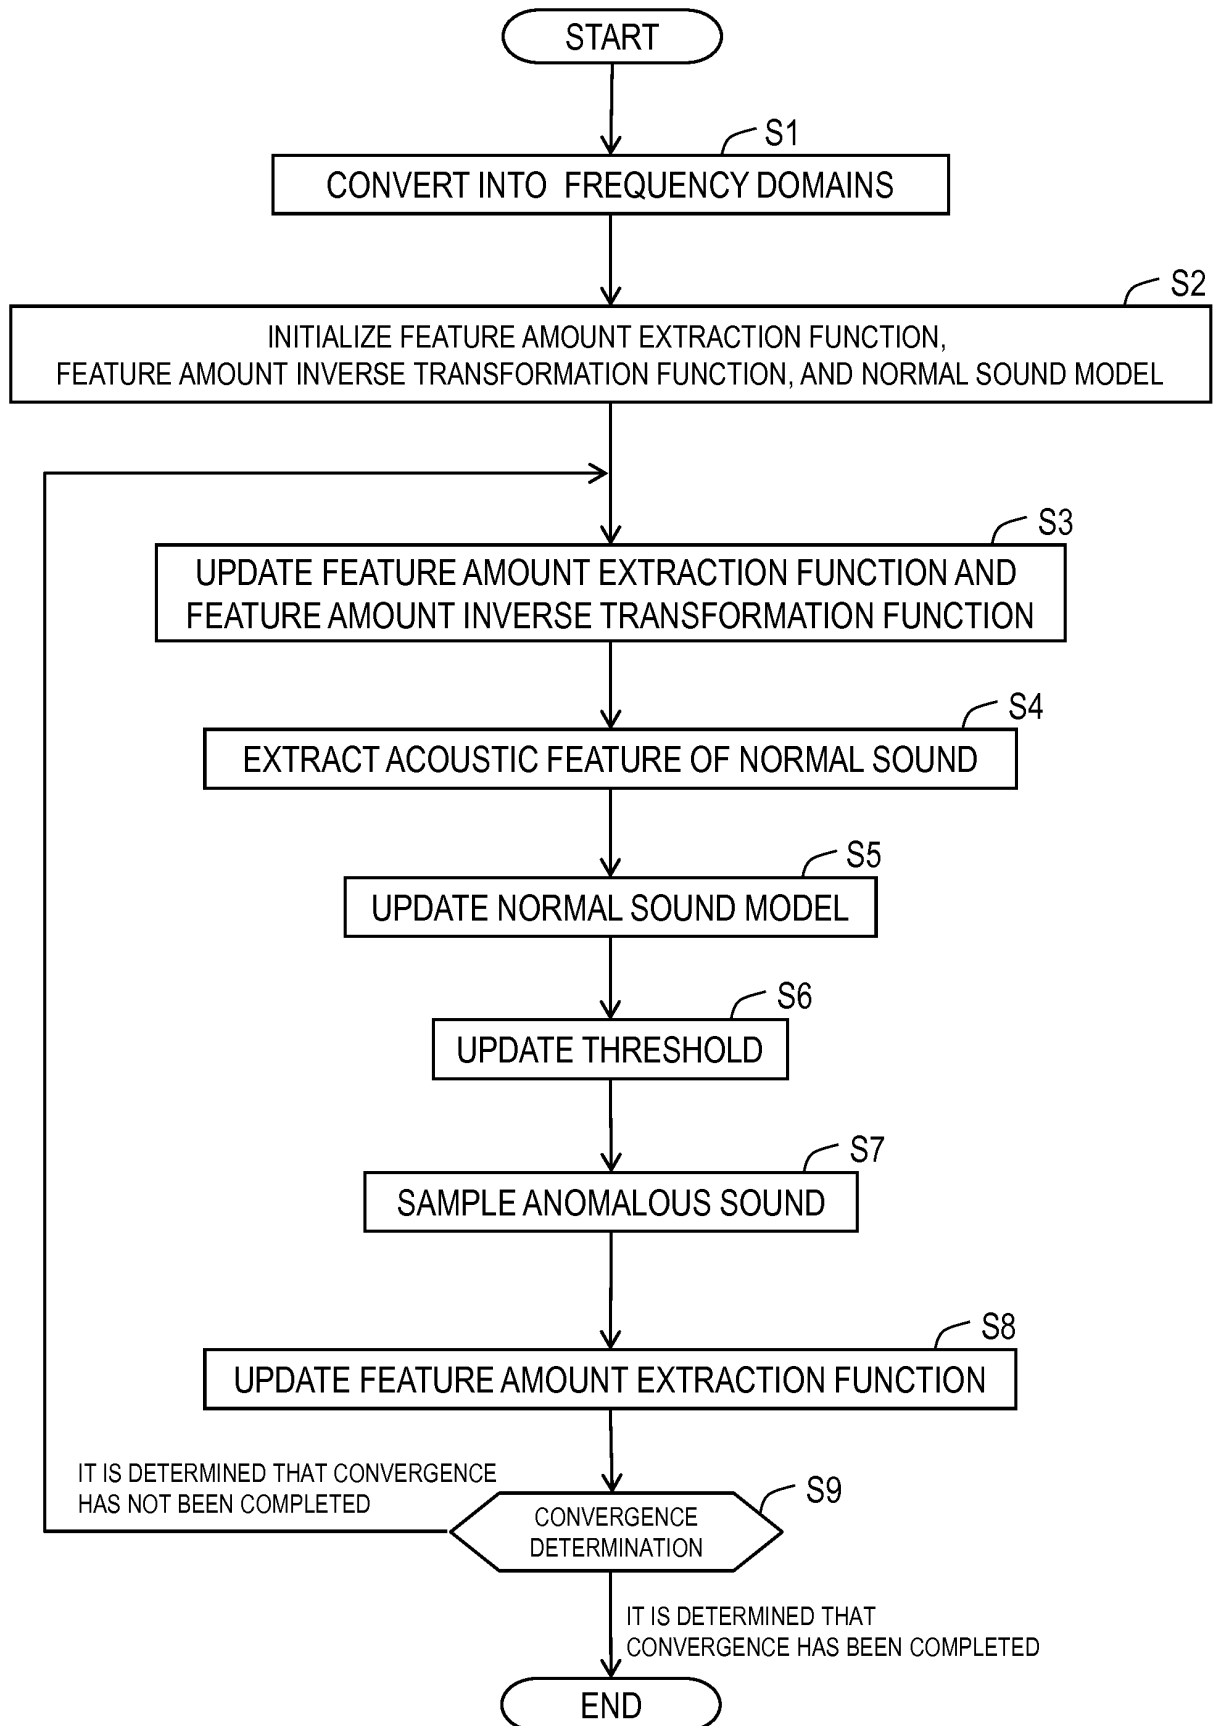 START
S1
CONVERT INTO FREQUENCY DOMAINS
S2
INITIALIZE FEATURE AMOUNT EXTRACTION FUNCTION,
FEATURE AMOUNT INVERSE TRANSFORMATION FUNCTION, AND NORMAL SOUND MODEL
S3
UPDATE FEATURE AMOUNT EXTRACTION FUNCTION AND
FEATURE AMOUNT INVERSE TRANSFORMATION FUNCTION
S4
EXTRACT ACOUSTIC FEATURE OF NORMAL SOUND
S5
UPDATE NORMAL SOUND MODEL
S6
UPDATE THRESHOLD
S7
SAMPLE ANOMALOUS SOUND
S8
UPDATE FEATURE AMOUNT EXTRACTION FUNCTION
IT IS DETERMINED THAT CONVERGENCE
HAS NOT BEEN COMPLETED
S9
CONVERGENCE
DETERMINATION
IT IS DETERMINED THAT
CONVERGENCE HAS BEEN COMPLETED
END